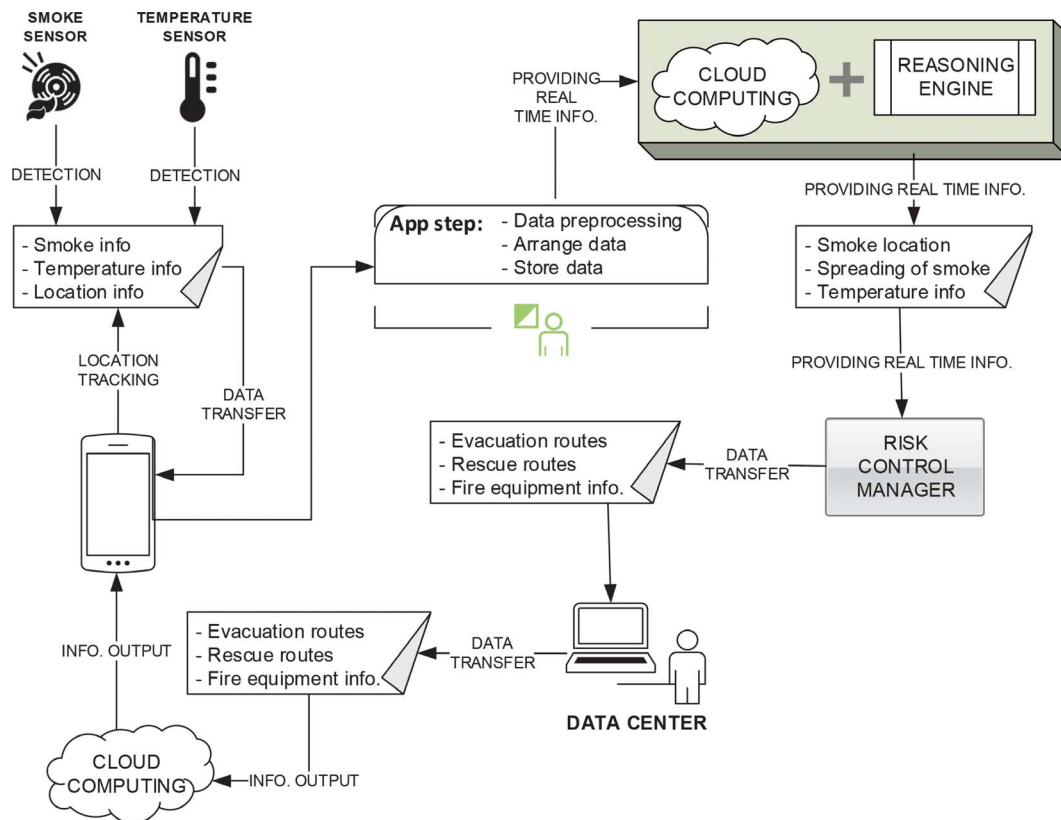 SMOKE
SENSOR
TEMPERATURE
SENSOR
DETECTION
DETECTION
- Smoke info
- Temperature info
- Location info
LOCATION
TRACKING
DATA
TRANSFER
App step:
- Data preprocessing
- Arrange data
- Store data
PROVIDING
REAL
TIME INFO.
CLOUD
COMPUTING
+
REASONING
ENGINE
PROVIDING REAL TIME INFO.
- Smoke location
- Spreading of smoke
- Temperature info
PROVIDING REAL TIME INFO.
RISK
CONTROL
MANAGER
DATA
TRANSFER
- Evacuation routes
- Rescue routes
- Fire equipment info.
DATA CENTER
DATA
TRANSFER
- Evacuation routes
- Rescue routes
- Fire equipment info.
INFO. OUTPUT
CLOUD
COMPUTING
INFO. OUTPUT